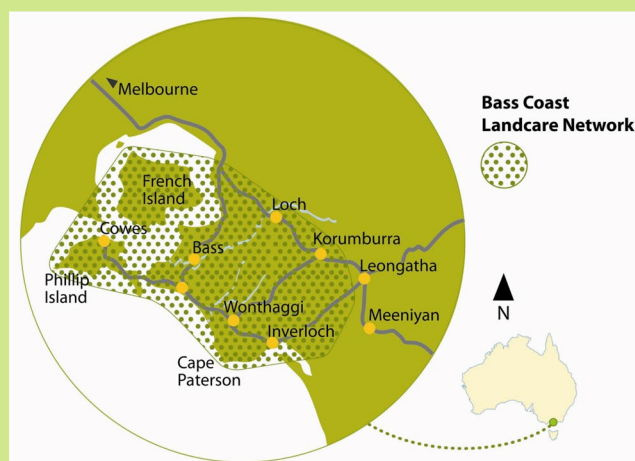 Melbourne
Bass Coast
Landcare Network
French
Island
Loch
Cowes
Korumburra
Bass
Leongatha
Phillip
Island
Wonthaggi
Meeniyan
N
Inverloch
Cape
Paterson